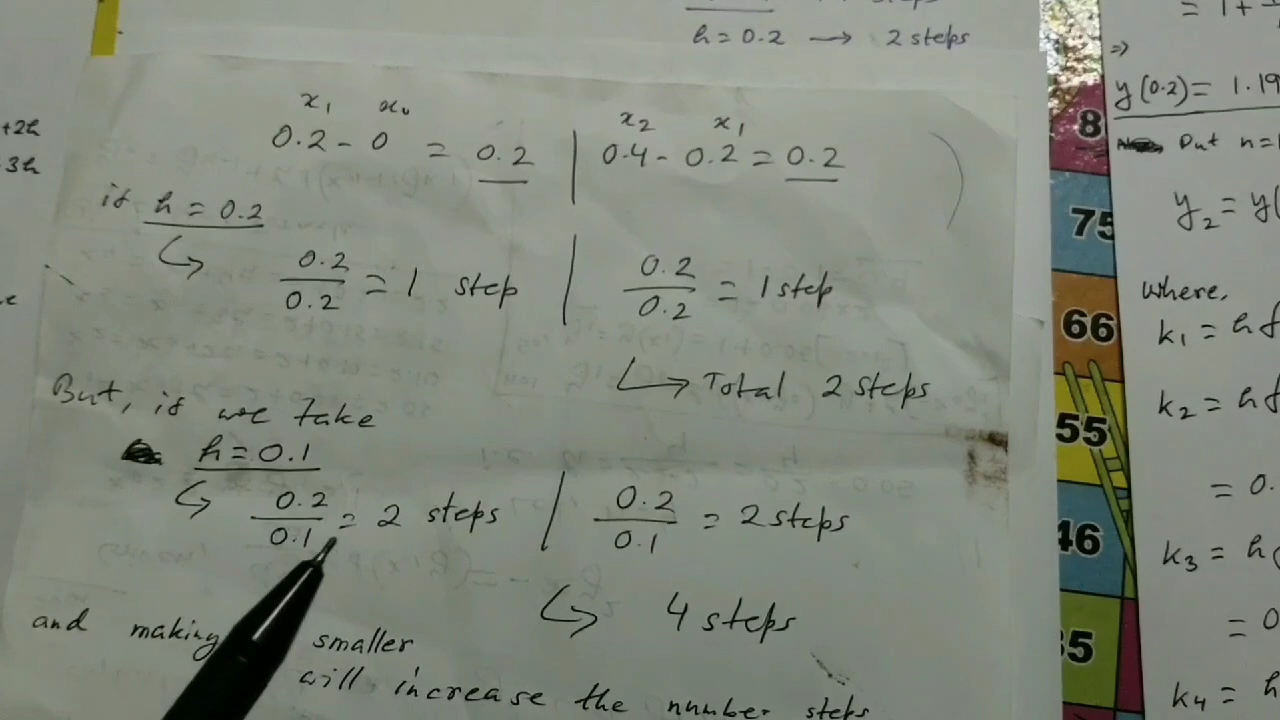 h = 0.2 → 2 steps
x₁ x₀
0.2 - 0 = 0.2
x₂ x₁
0.4 - 0.2 = 0.2
if h = 0.2
0.2/0.2 = 1 step
0.2/0.2 = 1 step
Total 2 steps
But, if we take
h = 0.1
0.2/0.1 = 2 steps
0.2/0.1 = 2 steps
4 steps
and making smaller
will increase the number steps
+2h
3h
8
75
66
55
46
= 1+
⇒
y(0.2) = 1.19
Put n=
y₂ = y(
where,
k₁ = hf
k₂ = hf
= 0.
k₃ = h
= 0
k₄ = h